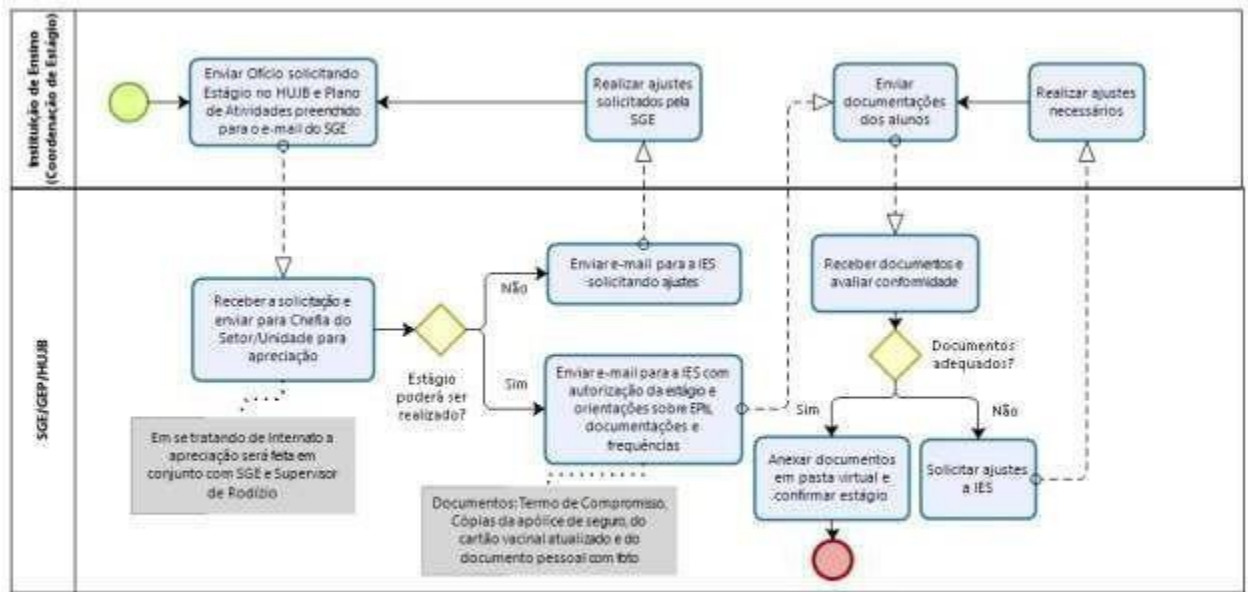 Instituição de Ensino
(Coordenação de Estágio)
Enviar Ofício solicitando
Estágio no HUJB e Plano
de Atividades preenchido
para o e-mail do SGE
Realizar ajustes
solicitados pela
SGE
Enviar
documentações
dos alunos
Realizar ajustes
necessários
SGE/GEP/HUJB
Receber a solicitação e
enviar para Chefia do
Setor/Unidade para
apreciação
Em se tratando de Internato a
apreciação será feita em
conjunto com SGE e Supervisor
de Rodízio
Estágio
poderá ser
realizado?
Não
Enviar e-mail para a IES
solicitando ajustes
Sim
Enviar e-mail para a IES com
autorização da estágio e
orientações sobre EPIs,
documentações e
frequências
Documentos: Termo de Compromisso,
Cópias da apólice de seguro, do
cartão vacinal atualizado e do
documento pessoal com foto
Receber documentos e
avaliar conformidade
Documentos
adequados?
Sim
Não
Anexar documentos
em pasta virtual e
confirmar estágio
Solicitar ajustes
a IES